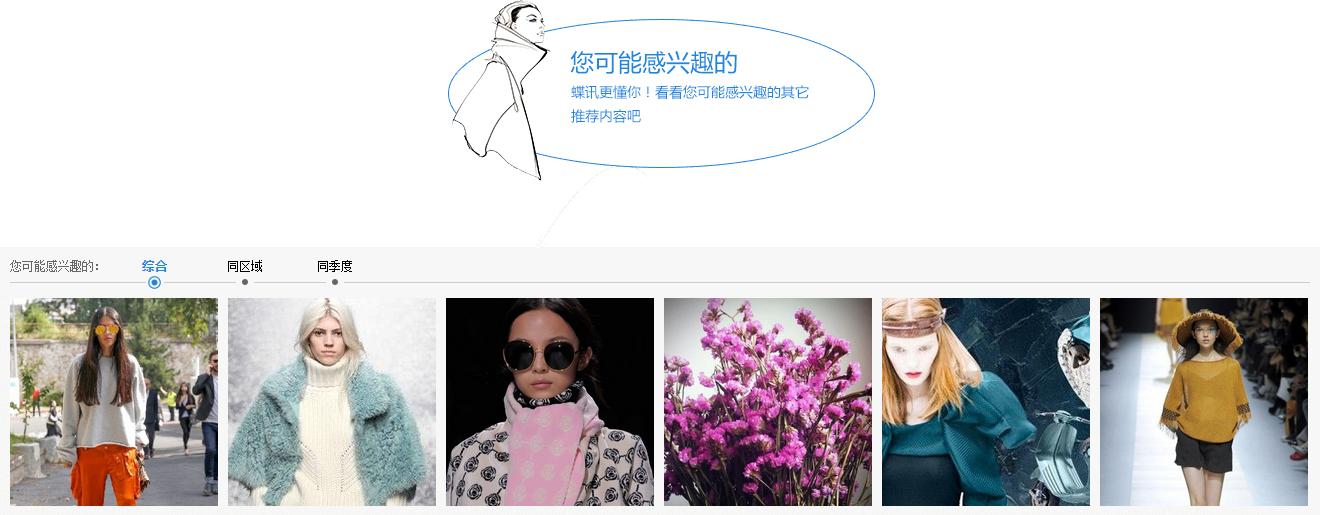 您可能感兴趣的
蝶讯更懂你！看看您可能感兴趣的其它
推荐内容吧
您可能感兴趣的：
综合
同区域
同季度